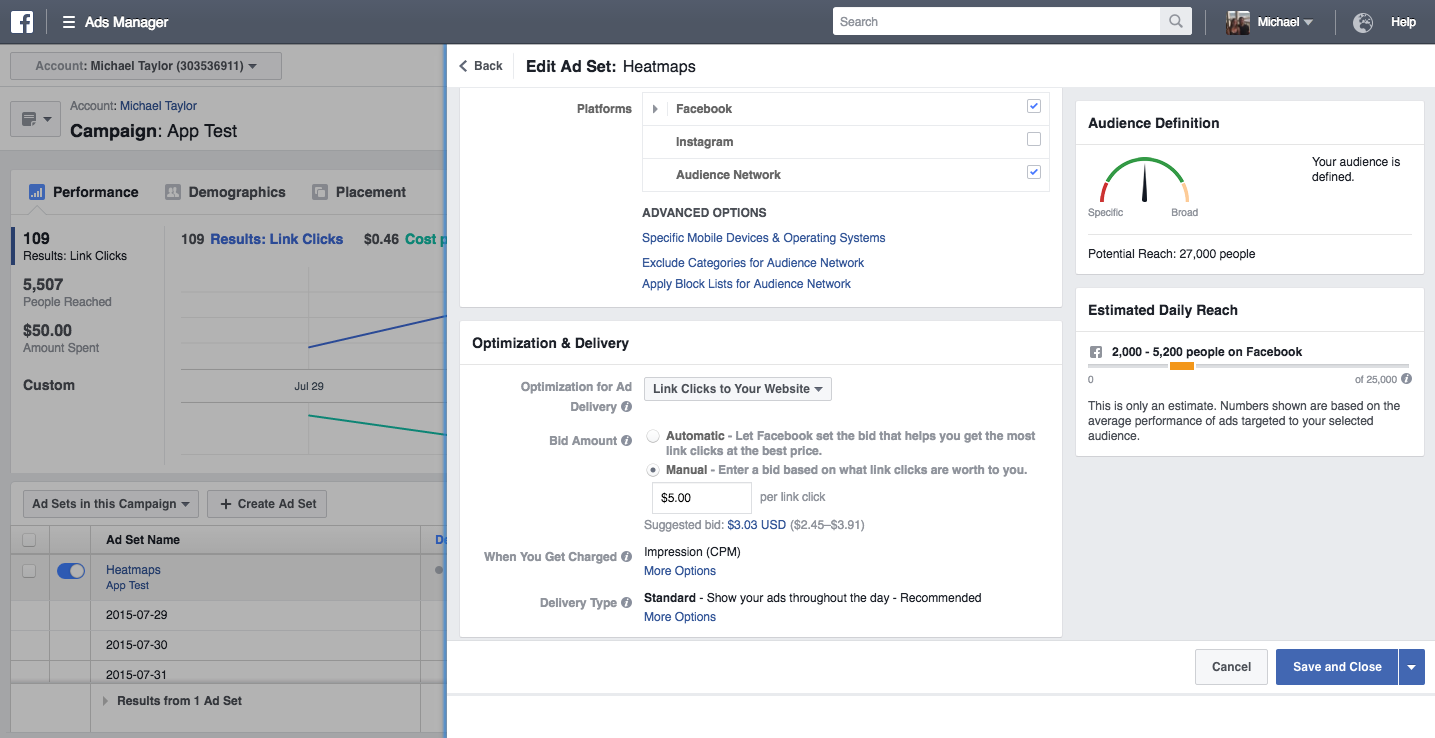 Ads Manager
Search
Michael
Help
Account: Michael Taylor (303536911)
Account: Michael Taylor
Campaign: App Test
Performance
Demographics
Placement
109
Results: Link Clicks
5,507
People Reached
$50.00
Amount Spent
Custom
109 Results: Link Clicks $0.46 Cost p
Jul 29
Ad Sets in this Campaign
+ Create Ad Set
Ad Set Name
De
Heatmaps
App Test
2015-07-29
2015-07-30
2015-07-31
Results from 1 Ad Set
Back
Edit Ad Set: Heatmaps
Platforms
Facebook
Instagram
Audience Network
ADVANCED OPTIONS
Specific Mobile Devices & Operating Systems
Exclude Categories for Audience Network
Apply Block Lists for Audience Network
Optimization & Delivery
Optimization for Ad
Delivery
Link Clicks to Your Website
Bid Amount
Automatic - Let Facebook set the bid that helps you get the most
link clicks at the best price.
Manual - Enter a bid based on what link clicks are worth to you.
$5.00
per link click
Suggested bid: $3.03 USD ($2.45–$3.91)
When You Get Charged
Impression (CPM)
More Options
Delivery Type
Standard - Show your ads throughout the day - Recommended
More Options
Cancel
Save and Close
Audience Definition
Your audience is
defined.
Specific
Broad
Potential Reach: 27,000 people
Estimated Daily Reach
2,000 - 5,200 people on Facebook
0
of 25,000
This is only an estimate. Numbers shown are based on the
average performance of ads targeted to your selected
audience.